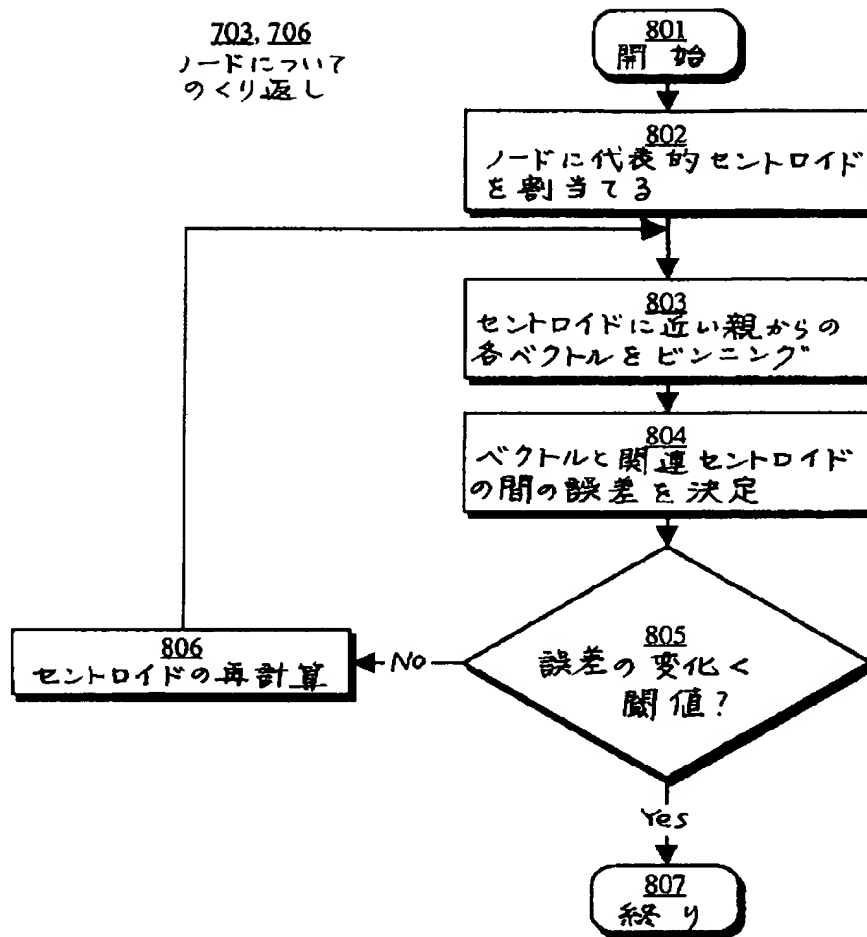 703, 706
ノードについて
のくり返し
801
開始
802
ノードに代表的セントロイド
を割当てる
803
セントロイドに近い親からの
各ベクトルをビンニング
804
ベクトルと関連セントロイド
の間の誤差を決定
805
誤差の変化<
閾値?
No
806
セントロイドの再計算
Yes
807
終り